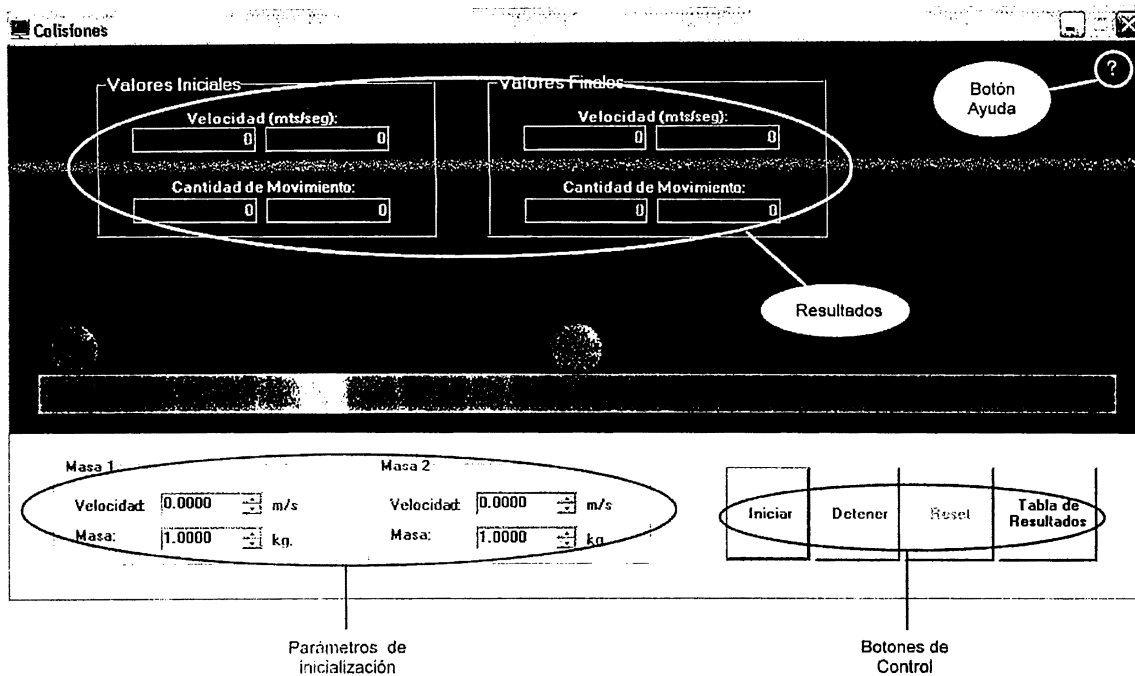 Colisiones
?
Botón
Ayuda
Valores Iniciales
Valores Finales
Velocidad (mts/seg):
Velocidad (mts/seg):
0 0
0 0
Cantidad de Movimiento:
Cantidad de Movimiento:
0 0
0 0
Resultados
Masa 1
Masa 2
Velocidad: 0.0000 m/s
Velocidad: 0.0000 m/s
Masa: 1.0000 kg.
Masa: 1.0000 kg.
Iniciar
Detener
Reset
Tabla de
Resultados
Parámetros de
inicialización
Botones de
Control